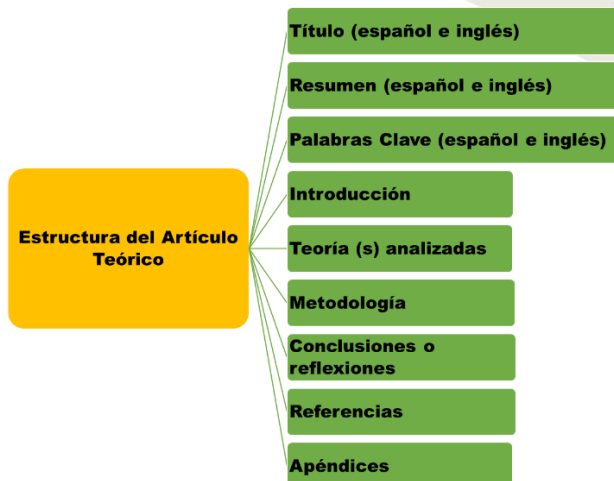 Título (español e inglés)
Resumen (español e inglés)
Palabras Clave (español e inglés)
Introducción
Estructura del Artículo
Teórico
Teoría (s) analizadas
Metodología
Conclusiones o
reflexiones
Referencias
Apéndices